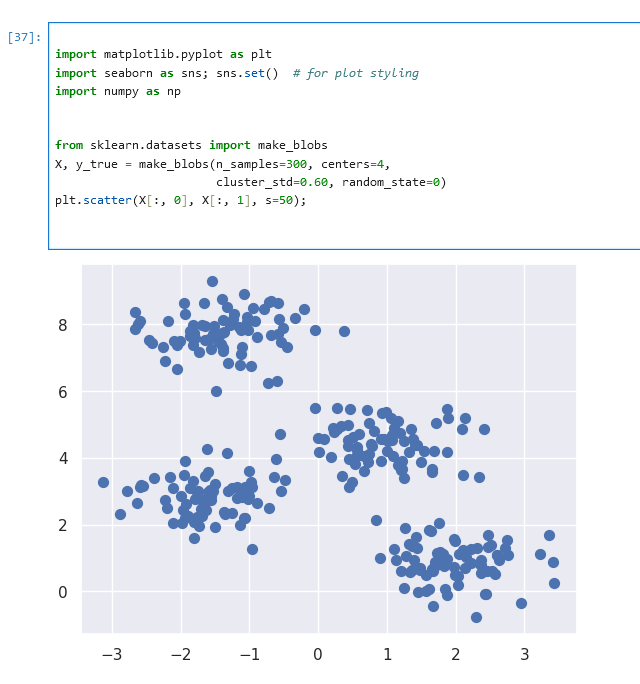 [37]:
import matplotlib.pyplot as plt
import seaborn as sns; sns.set()  # for plot styling
import numpy as np
from sklearn.datasets import make_blobs
X, y_true = make_blobs(n_samples=300, centers=4,
                       cluster_std=0.60, random_state=0)
plt.scatter(X[:, 0], X[:, 1], s=50);
8
6
4
2
0
−3 −2 −1 0 1 2 3